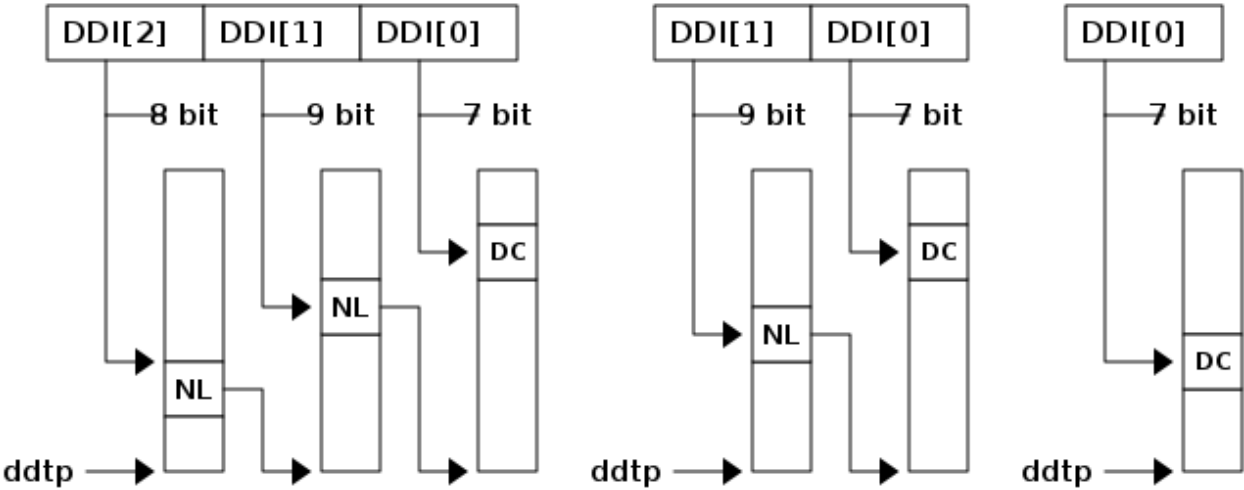 DDI[2] DDI[1] DDI[0] DDI[1] DDI[0] DDI[0]
8 bit 9 bit 7 bit 9 bit 7 bit 7 bit
DC DC
NL
NL
DC
NL
ddtp ddtp ddtp